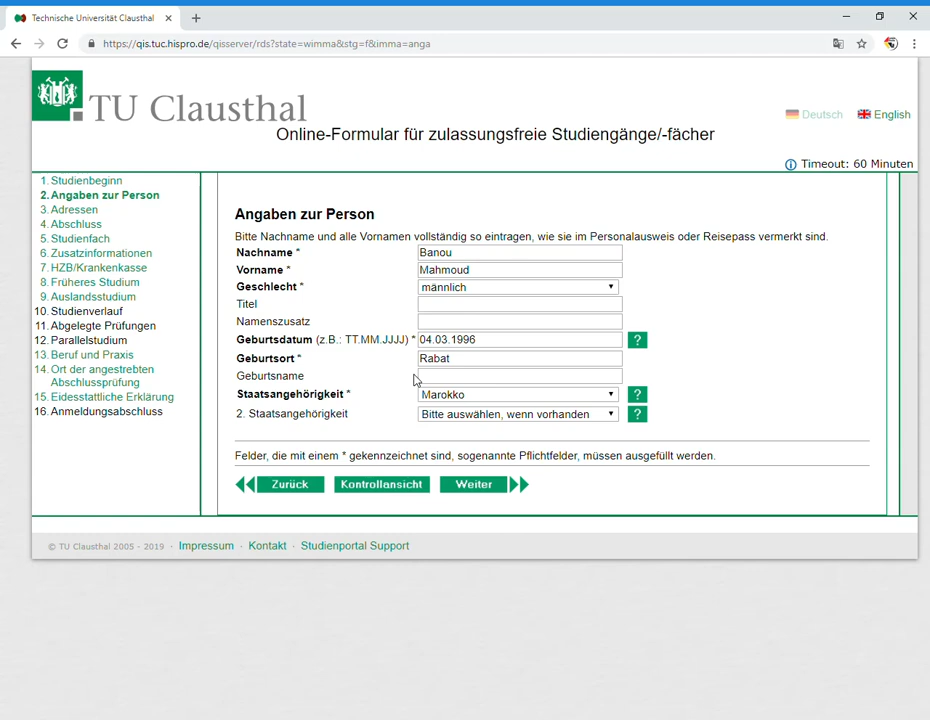 Technische Universität Clausthal
https://qis.tuc.hispro.de/qisserver/rds?state=wimma&stg=f&imma=anga
TU Clausthal
Deutsch English
Online-Formular für zulassungsfreie Studiengänge/-fächer
Timeout: 60 Minuten
1. Studienbeginn
2. Angaben zur Person
3. Adressen
4. Abschluss
5. Studienfach
6. Zusatzinformationen
7. HZB/Krankenkasse
8. Früheres Studium
9. Auslandsstudium
10. Studienverlauf
11. Abgelegte Prüfungen
12. Parallelstudium
13. Beruf und Praxis
14. Ort der angestrebten
Abschlussprüfung
15. Eidesstattliche Erklärung
16. Anmeldungsabschluss
Angaben zur Person
Bitte Nachname und alle Vornamen vollständig so eintragen, wie sie im Personalausweis oder Reisepass vermerkt sind.
Nachname * Banou
Vorname * Mahmoud
Geschlecht * männlich
Titel
Namenszusatz
Geburtsdatum (z.B.: TT.MM.JJJJ) * 04.03.1996 ?
Geburtsort * Rabat
Geburtsname
Staatsangehörigkeit * Marokko ?
2. Staatsangehörigkeit Bitte auswählen, wenn vorhanden ?
Felder, die mit einem * gekennzeichnet sind, sogenannte Pflichtfelder, müssen ausgefüllt werden.
Zurück Kontrollansicht Weiter
© TU Clausthal 2005 - 2019 · Impressum · Kontakt · Studienportal Support